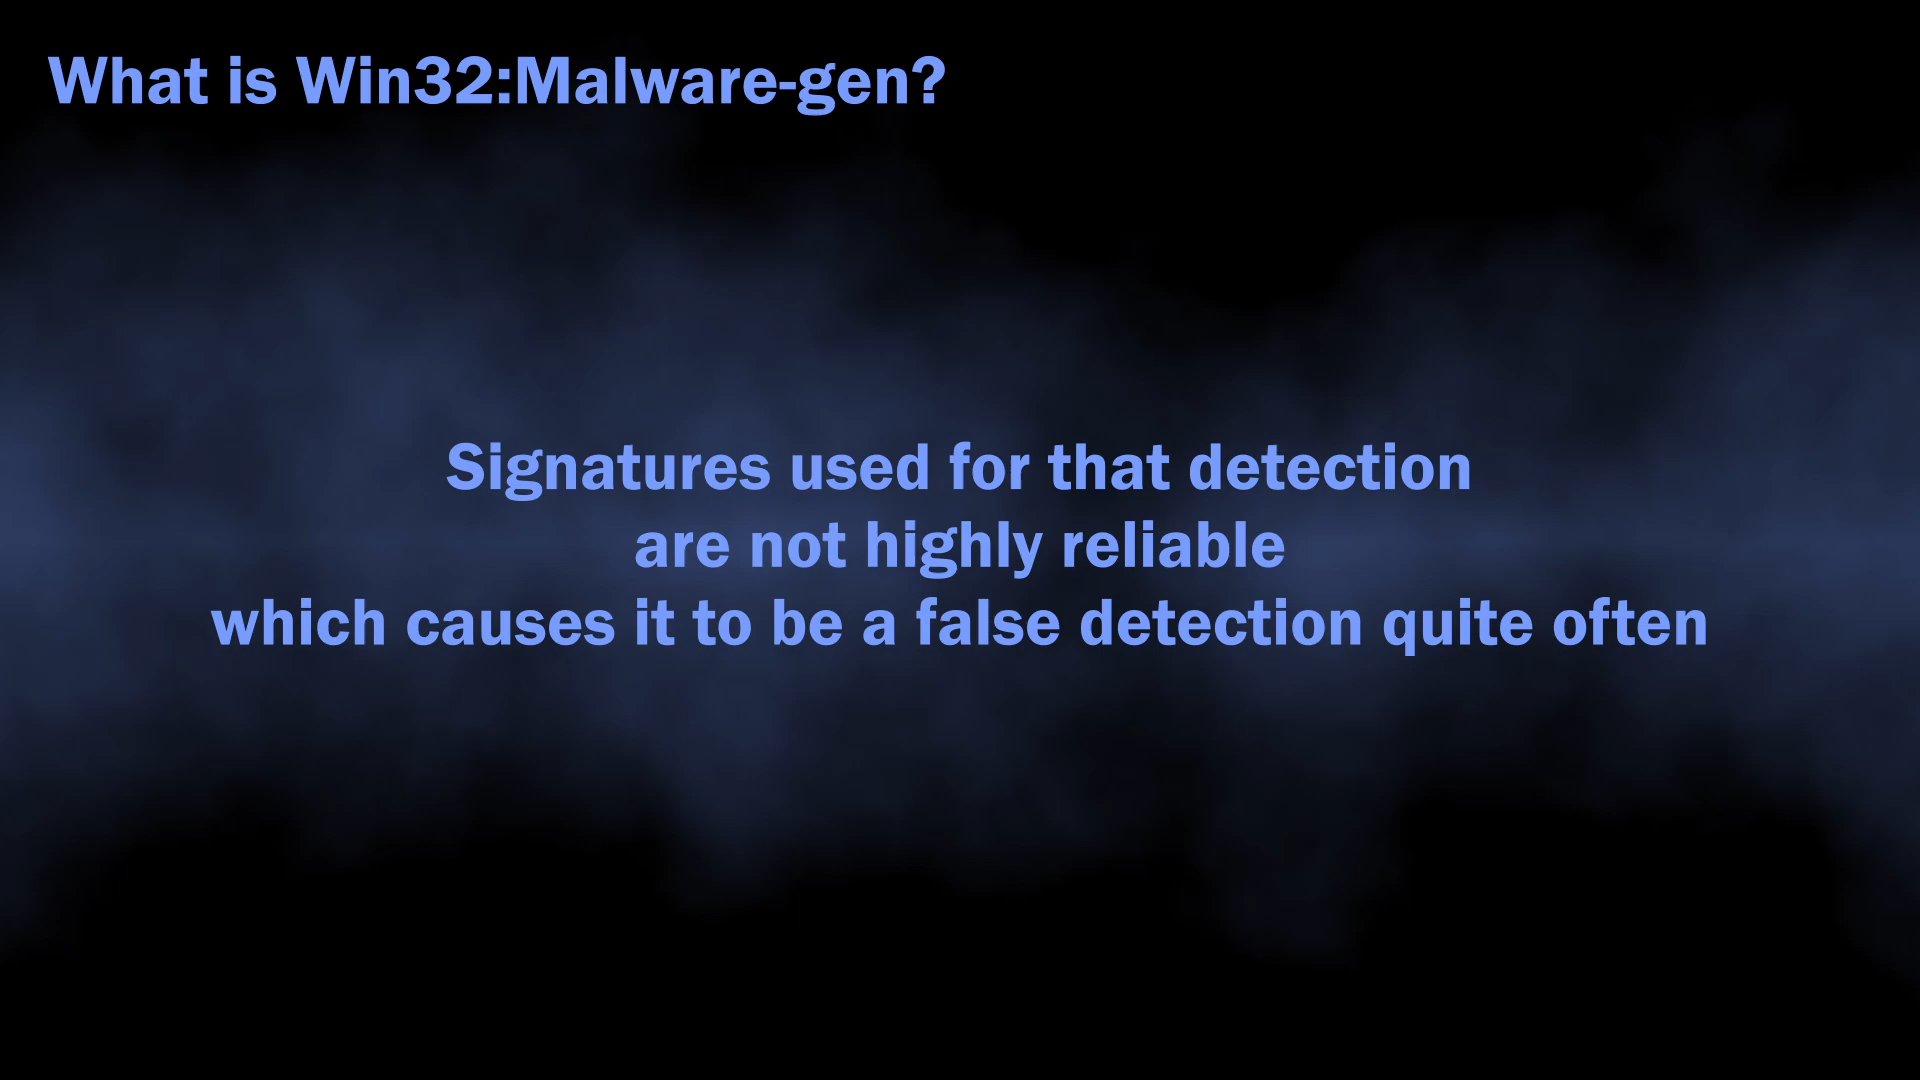 What is Win32:Malware-gen?
Signatures used for that detection
are not highly reliable
which causes it to be a false detection quite often